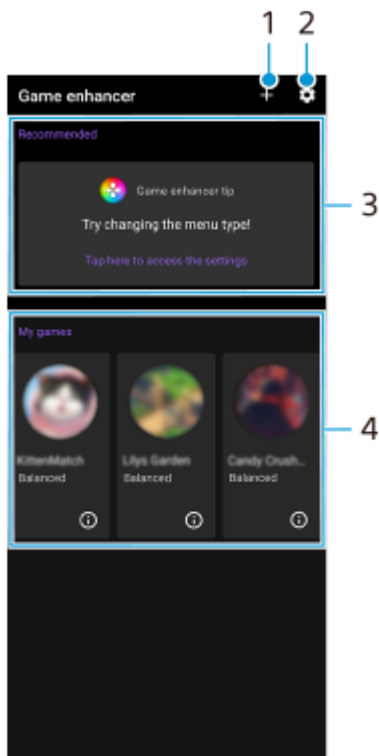 1 2
Game enhancer
Recommended
Game enhancer tip
Try changing the menu type!
Tap here to access the settings
3
My games
KittenMatch Lilys Garden Candy Crush...
Balanced Balanced Balanced
4